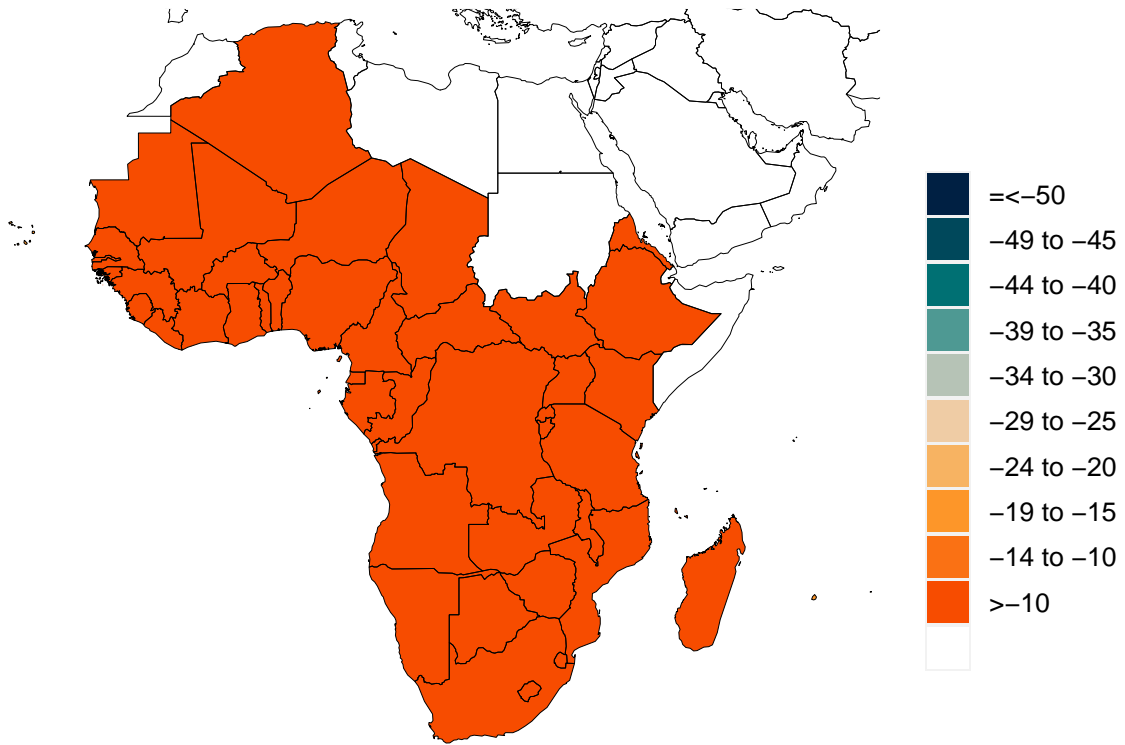 =<−50
−49 to −45
−44 to −40
−39 to −35
−34 to −30
−29 to −25
−24 to −20
−19 to −15
−14 to −10
>−10